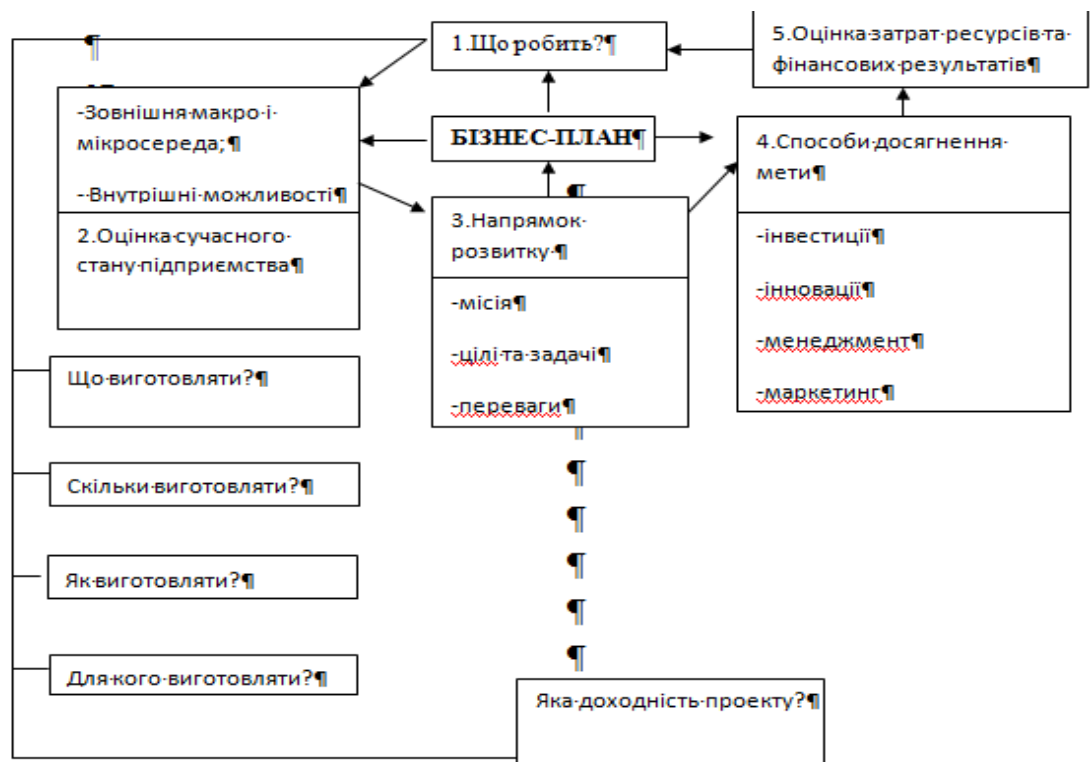 1.Що робить?
5.Оцінка затрат ресурсів та
фінансових результатів
-Зовнішня макро і
мікросереда;
- Внутрішні можливості
2.Оцінка сучасного
стану підприємства
БІЗНЕС-ПЛАН
3.Напрямок
розвитку
-місія
-цілі та задачі
-переваги
4.Способи досягнення
мети
-інвестиції
-інновації
-менеджмент
-маркетинг
Що виготовляти?
Скільки виготовляти?
Як виготовляти?
Для кого виготовляти?
Яка доходність проекту?